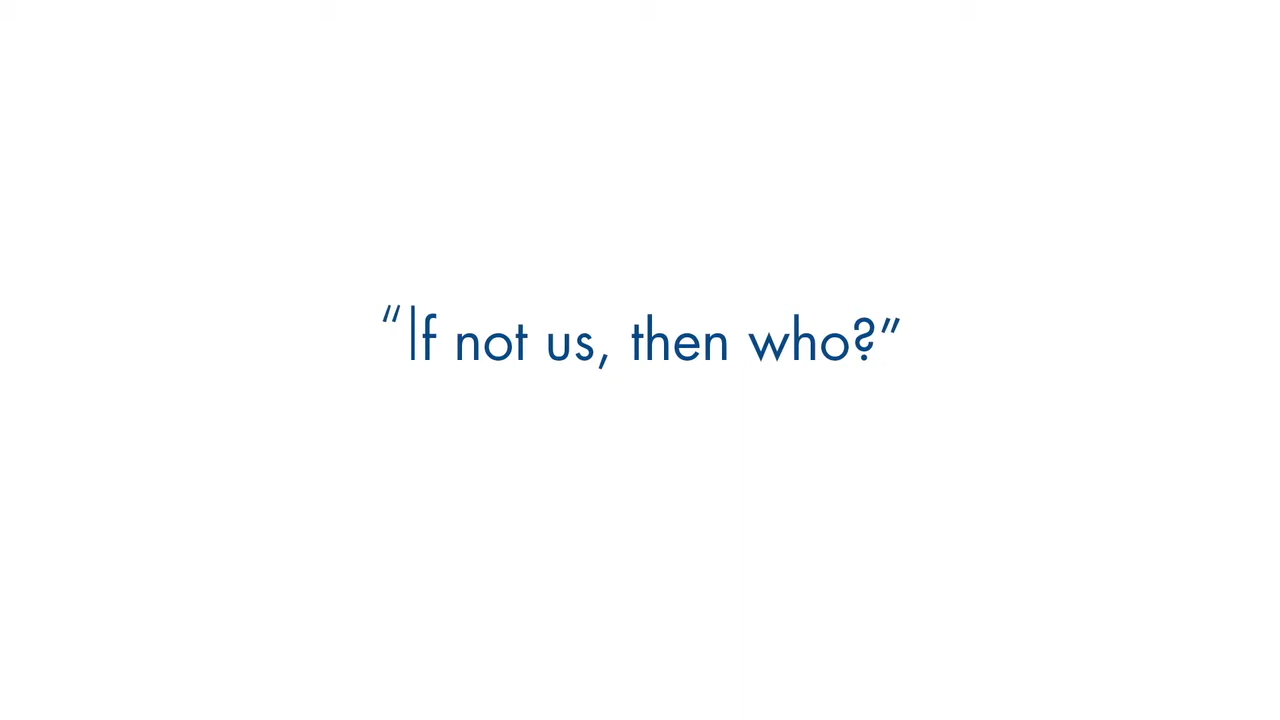 “If not us, then who?”